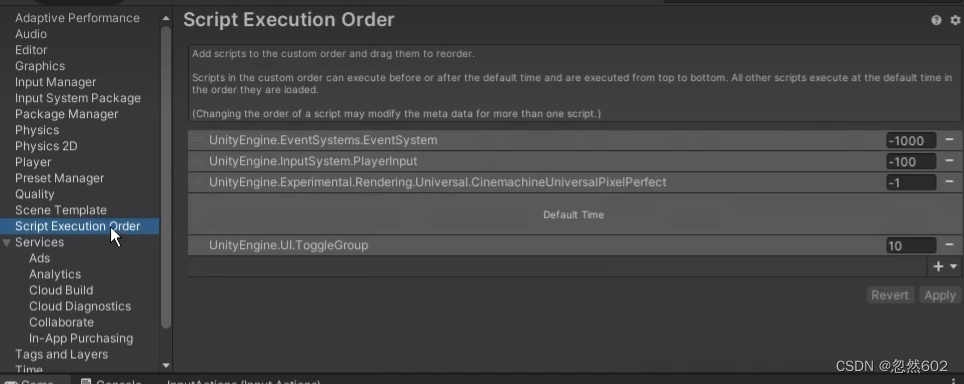 Adaptive Performance
Audio
Editor
Graphics
Input Manager
Input System Package
Package Manager
Physics
Physics 2D
Player
Preset Manager
Quality
Scene Template
Script Execution Order
Services
Ads
Analytics
Cloud Build
Cloud Diagnostics
Collaborate
In-App Purchasing
Tags and Layers
Time
Script Execution Order
Add scripts to the custom order and drag them to reorder.
Scripts in the custom order can execute before or after the default time and are executed from top to bottom. All other scripts execute at the default time in
the order they are loaded.
(Changing the order of a script may modify the meta data for more than one script.)
UnityEngine.EventSystems.EventSystem -1000
UnityEngine.InputSystem.PlayerInput -100
UnityEngine.Experimental.Rendering.Universal.CinemachineUniversalPixelPerfect -1
Default Time
UnityEngine.UI.ToggleGroup 10
Revert Apply
Game Console InputActions (Input Actions)
CSDN @忽然602